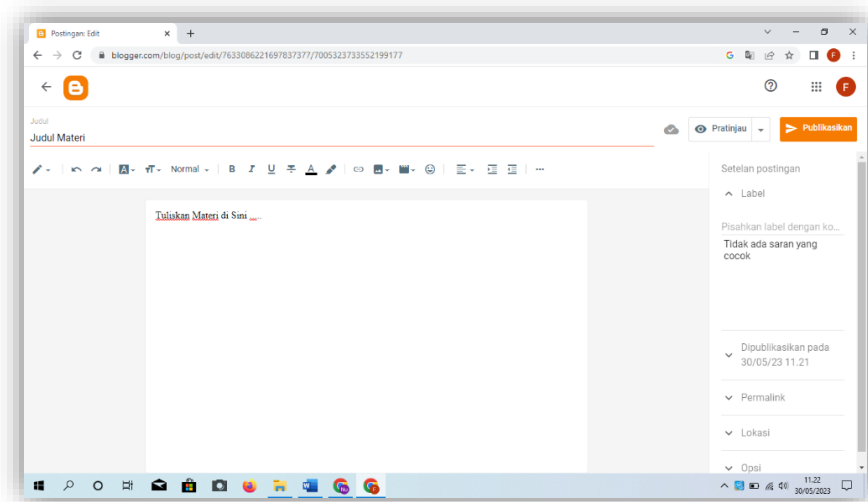 Postingan: Edit
blogger.com/blog/post/edit/7633086221697837377/7005323733552199177
F
F
Judul
Judul Materi
Pratinjau
Publikasikan
Normal
B I U A
Setelan postingan
Label
Pisahkan label dengan ko...
Tidak ada saran yang
cocok
Tuliskan Materi di Sini .....
Dipublikasikan pada
30/05/23 11.21
Permalink
Lokasi
Opsi
11.22
30/05/2023